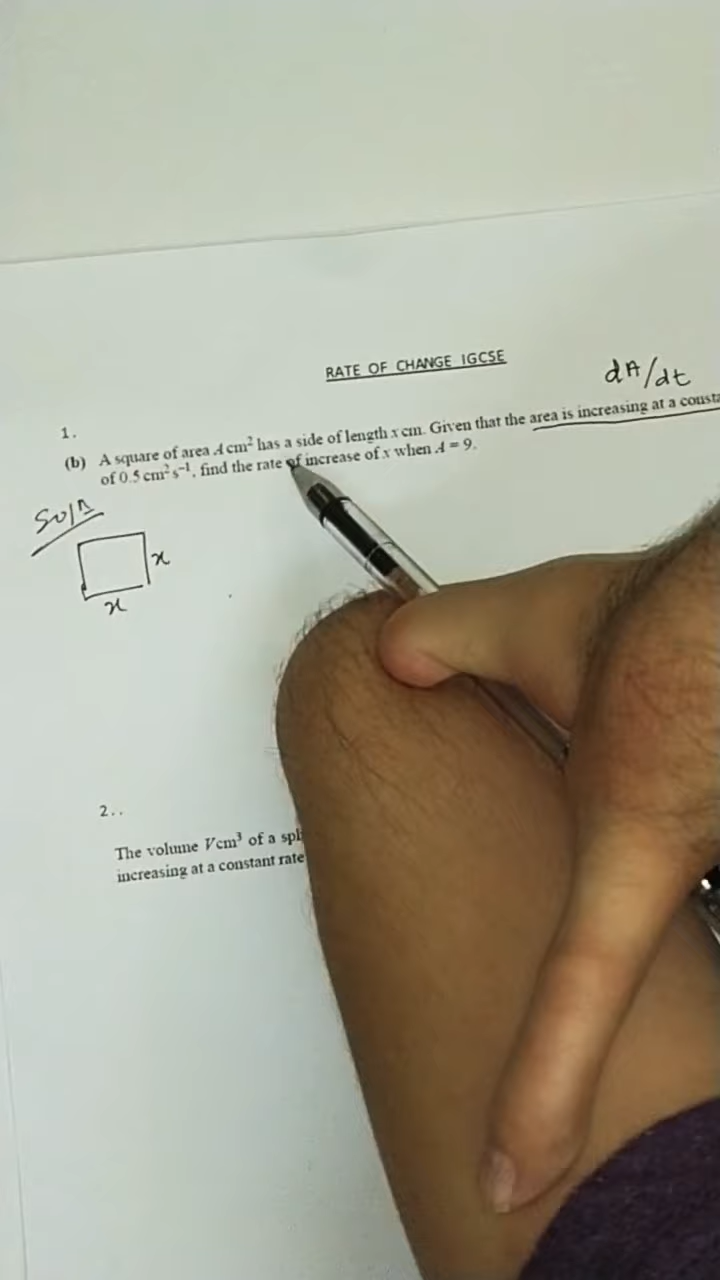 RATE OF CHANGE IGCSE
dA/dt
1.
(b) A square of area A cm² has a side of length x cm. Given that the area is increasing at a
of 0.5 cm² s⁻¹, find the rate of increase of x when A = 9.
Soln
x
x
2..
The volume V cm³ of a
increasing at a constant rate